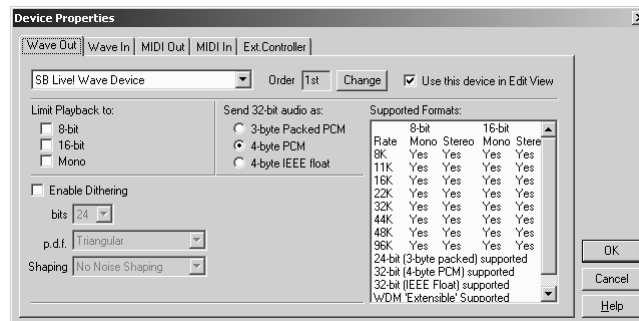 Device Properties
Wave Out Wave In MIDI Out MIDI In Ext.Controller
SB Live! Wave Device Order 1st Change Use this device in Edit View
Limit Playback to:
8-bit
16-bit
Mono
Send 32-bit audio as:
3-byte Packed PCM
4-byte PCM
4-byte IEEE float
Supported Formats:
8-bit 16-bit
Rate Mono Stereo Mono Stere
8K Yes Yes Yes Yes
11K Yes Yes Yes Yes
16K Yes Yes Yes Yes
22K Yes Yes Yes Yes
32K Yes Yes Yes Yes
44K Yes Yes Yes Yes
48K Yes Yes Yes Yes
96K Yes Yes Yes Yes
24-bit (3-byte packed) supported
32-bit (4-byte PCM) supported
32-bit (IEEE Float) supported
WDM 'Extensible' Supported
Enable Dithering
bits 24
p.d.f. Triangular
Shaping No Noise Shaping
OK
Cancel
Help